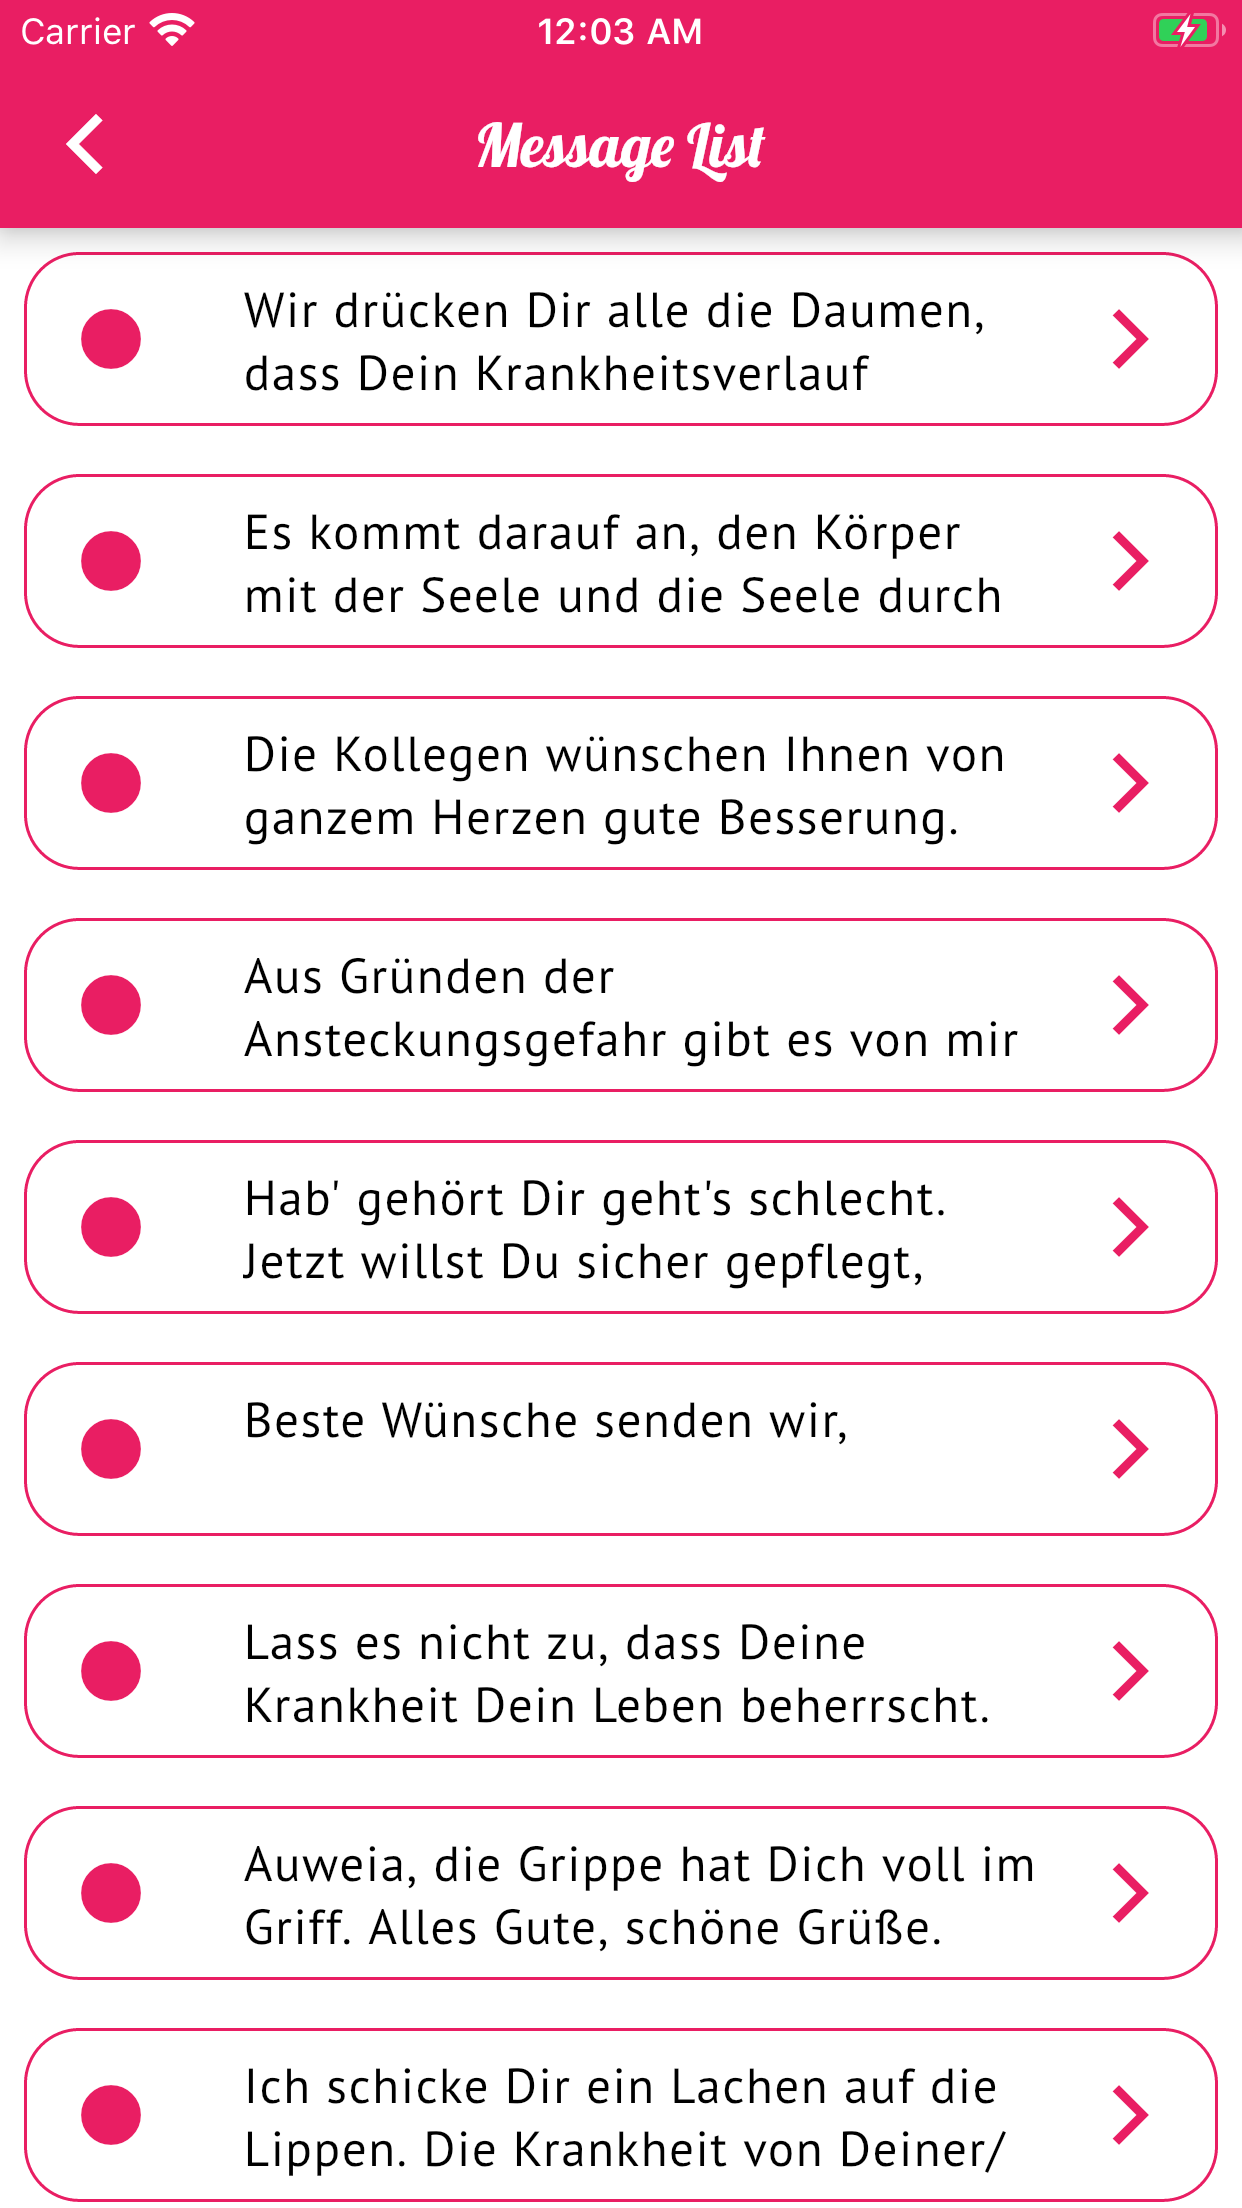 Carrier 12:03 AM
Message List
Wir drücken Dir alle die Daumen,
dass Dein Krankheitsverlauf
Es kommt darauf an, den Körper
mit der Seele und die Seele durch
Die Kollegen wünschen Ihnen von
ganzem Herzen gute Besserung.
Aus Gründen der
Ansteckungsgefahr gibt es von mir
Hab' gehört Dir geht's schlecht.
Jetzt willst Du sicher gepflegt,
Beste Wünsche senden wir,
Lass es nicht zu, dass Deine
Krankheit Dein Leben beherrscht.
Auweia, die Grippe hat Dich voll im
Griff. Alles Gute, schöne Grüße.
Ich schicke Dir ein Lachen auf die
Lippen. Die Krankheit von Deiner/